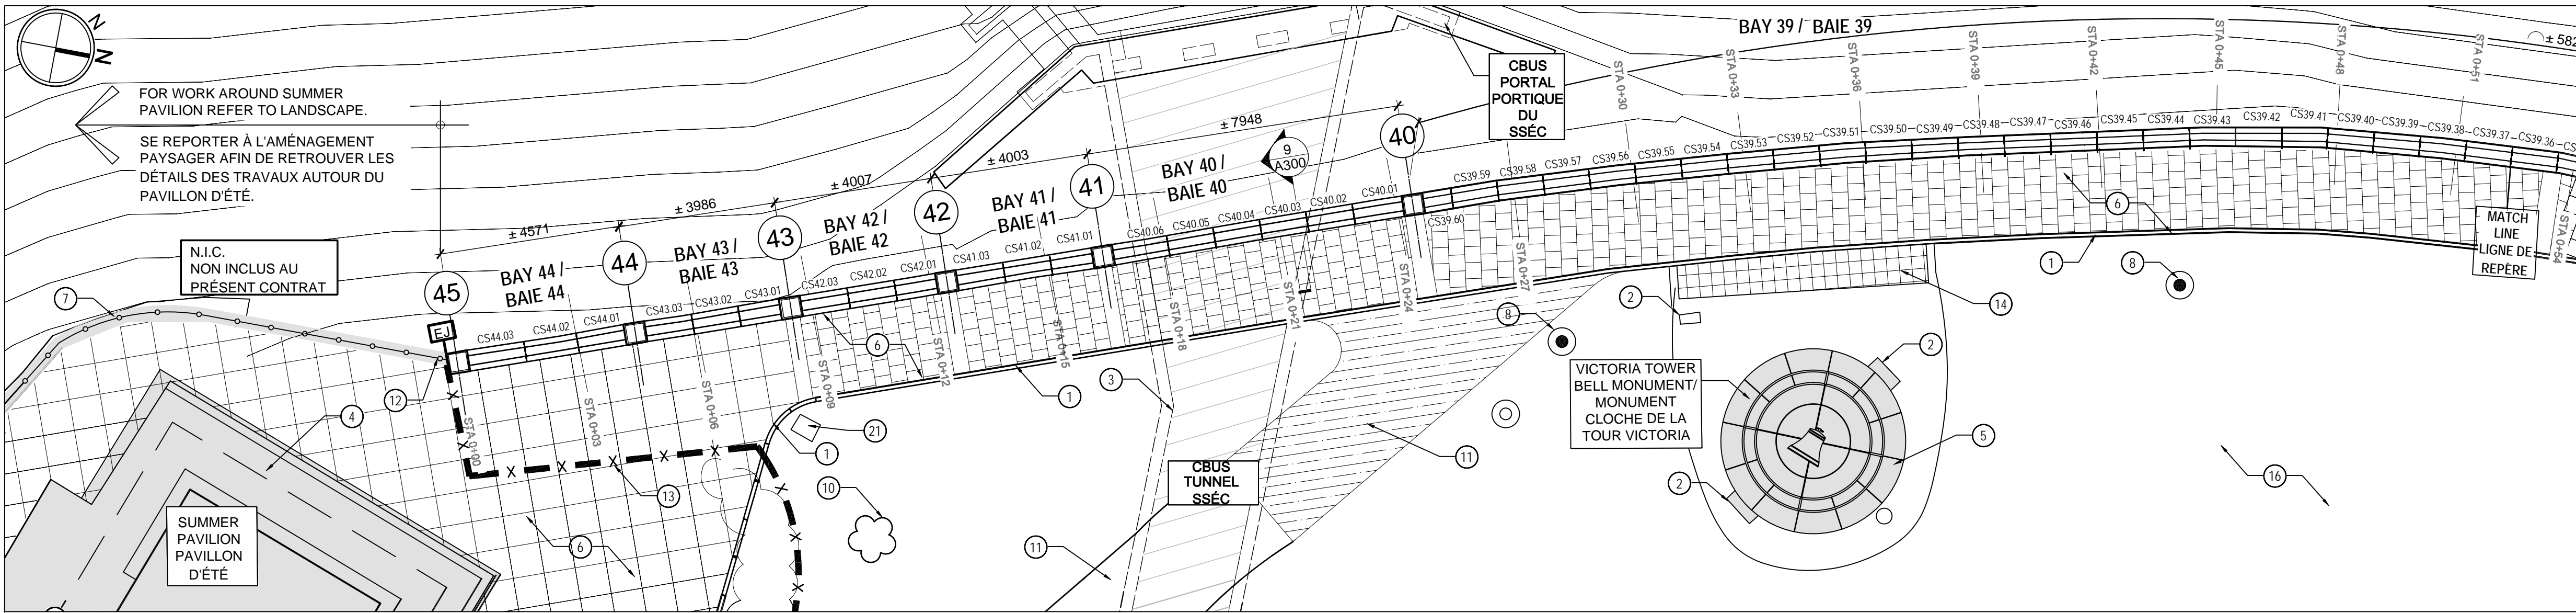 N
N
FOR WORK AROUND SUMMER
PAVILION REFER TO LANDSCAPE.
SE REPORTER À L'AMÉNAGEMENT
PAYSAGER AFIN DE RETROUVER LES
DÉTAILS DES TRAVAUX AUTOUR DU
PAVILLON D'ÉTÉ.
N.I.C.
NON INCLUS AU
PRÉSENT CONTRAT
± 4571
± 3986
± 4007
± 4003
± 7948
± 582
BAY 44 /
BAIE 44
BAY 43 /
BAIE 43
BAY 42 /
BAIE 42
BAY 41 /
BAIE 41
BAY 40 /
BAIE 40
BAY 39 / BAIE 39
45
44
43
42
41
40
9
A300
CBUS
PORTAL
PORTIQUE
DU
SSÉC
EJ
CS44.03
CS44.02
CS44.01
CS43.03
CS43.02
CS43.01
CS42.03
CS42.02
CS42.01
CS41.03
CS41.02
CS41.01
CS40.06
CS40.05
CS40.04
CS40.03
CS40.02
CS40.01
CS39.60
CS39.59
CS39.58
CS39.57
CS39.56
CS39.55
CS39.54
CS39.53
CS39.52
CS39.51
CS39.50
CS39.49
CS39.48
CS39.47
CS39.46
CS39.45
CS39.44
CS39.43
CS39.42
CS39.41
CS39.40
CS39.39
CS39.38
CS39.37
CS39.36
CS
STA 0+00
STA 0+03
STA 0+06
STA 0+09
STA 0+12
STA 0+15
STA 0+18
STA 0+21
STA 0+24
STA 0+27
STA 0+30
STA 0+33
STA 0+36
STA 0+39
STA 0+42
STA 0+45
STA 0+48
STA 0+51
STA 0+54
MATCH
LINE
LIGNE DE
REPÈRE
7
12
4
6
13
6
1
21
10
1
3
11
11
8
2
2
2
5
14
1
8
6
16
SUMMER
PAVILION
PAVILLON
D'ÉTÉ
CBUS
TUNNEL
SSÉC
VICTORIA TOWER
BELL MONUMENT/
MONUMENT
CLOCHE DE LA
TOUR VICTORIA